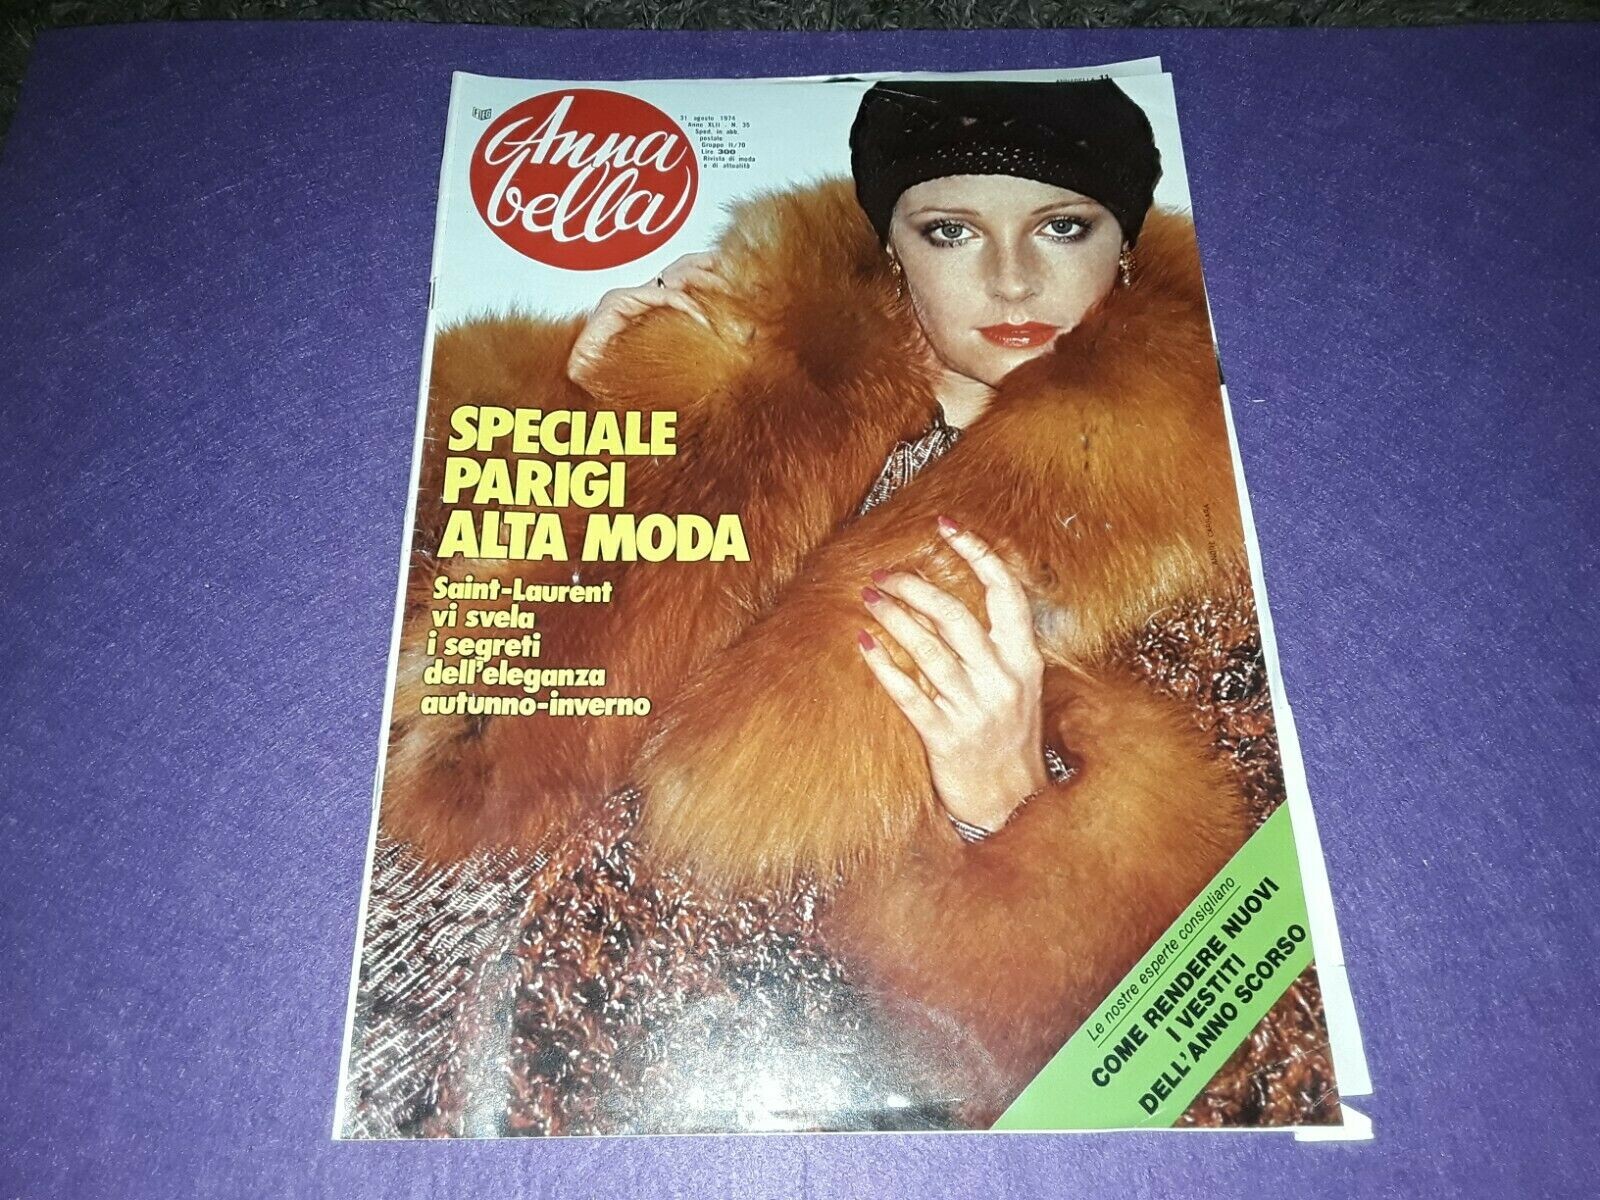 Anna
bella
31 agosto 1974
Anno XLII - N. 35
Sped. in abb.
postale
Gruppo II/70
Lire 300
Rivista di moda
e di attualità
11
SPECIALE
PARIGI
ALTA MODA
Saint-Laurent
vi svela
i segreti
dell'eleganza
autunno-inverno
Le nostre esperte consigliano
COME RENDERE NUOVI
I VESTITI
DELL'ANNO SCORSO